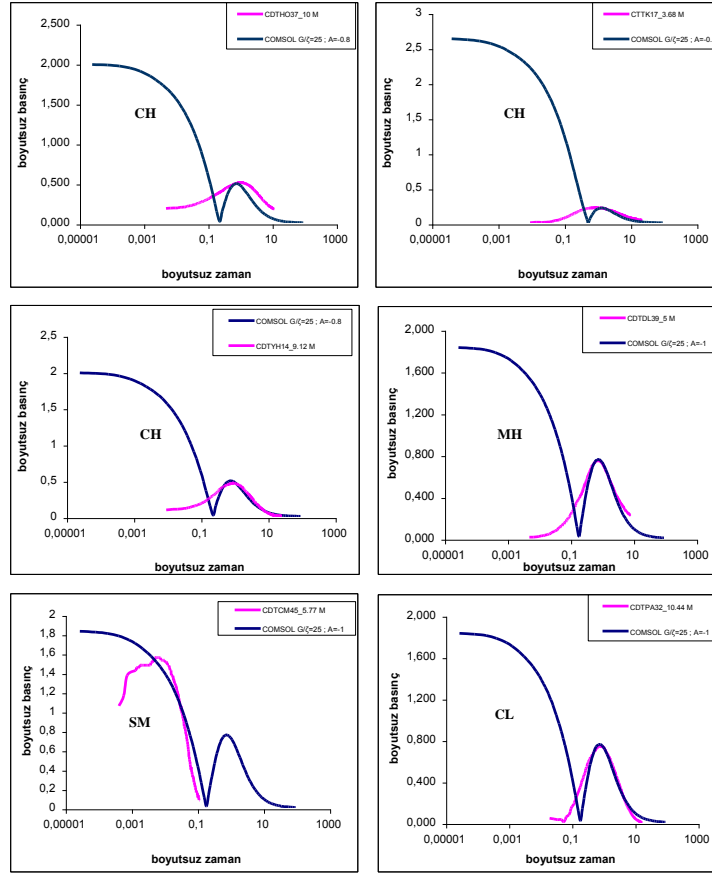 CDTHO37_10 M
COMSOL G/ζ=25 ; A=-0.8
boyutsuz basınç
2,000
1,500
1,000
0,500
0,000
CH
0,00001 0,001 0,1 10 1000
boyutsuz zaman
CTTK17_3.68 M
COMSOL G/ζ=25 ; A=-0.
boyutsuz basınç
3
2,5
2
1,5
1
0,5
0
CH
0,00001 0,001 0,1 10 1000
boyutsuz zaman
COMSOL G/ζ=25 ; A=-0.8
CDTYH14_9.12 M
boyutsuz basınç
2,5
2
1,5
1
0,5
0
CH
0,00001 0,001 0,1 10 1000
boyutsuz zaman
CDTDL39_5 M
COMSOL G/ζ=25 ; A=-1
boyutsuz basınç
2,000
1,600
1,200
0,800
0,400
0,000
MH
0,00001 0,001 0,1 10 1000
boyutsuz zaman
CDTCM45_5.77 M
COMSOL G/ζ=25 ; A=-1
boyutsuz basınç
2
1,8
1,6
1,4
1,2
1
0,8
0,6
0,4
0,2
0
SM
0,00001 0,001 0,1 10 1000
boyutsuz zaman
CDTPA32_10.44 M
COMSOL G/ζ=25 ; A=-1
boyutsuz basınç
2,000
1,600
1,200
0,800
0,400
0,000
CL
0,00001 0,001 0,1 10 1000
boyutsuz zaman